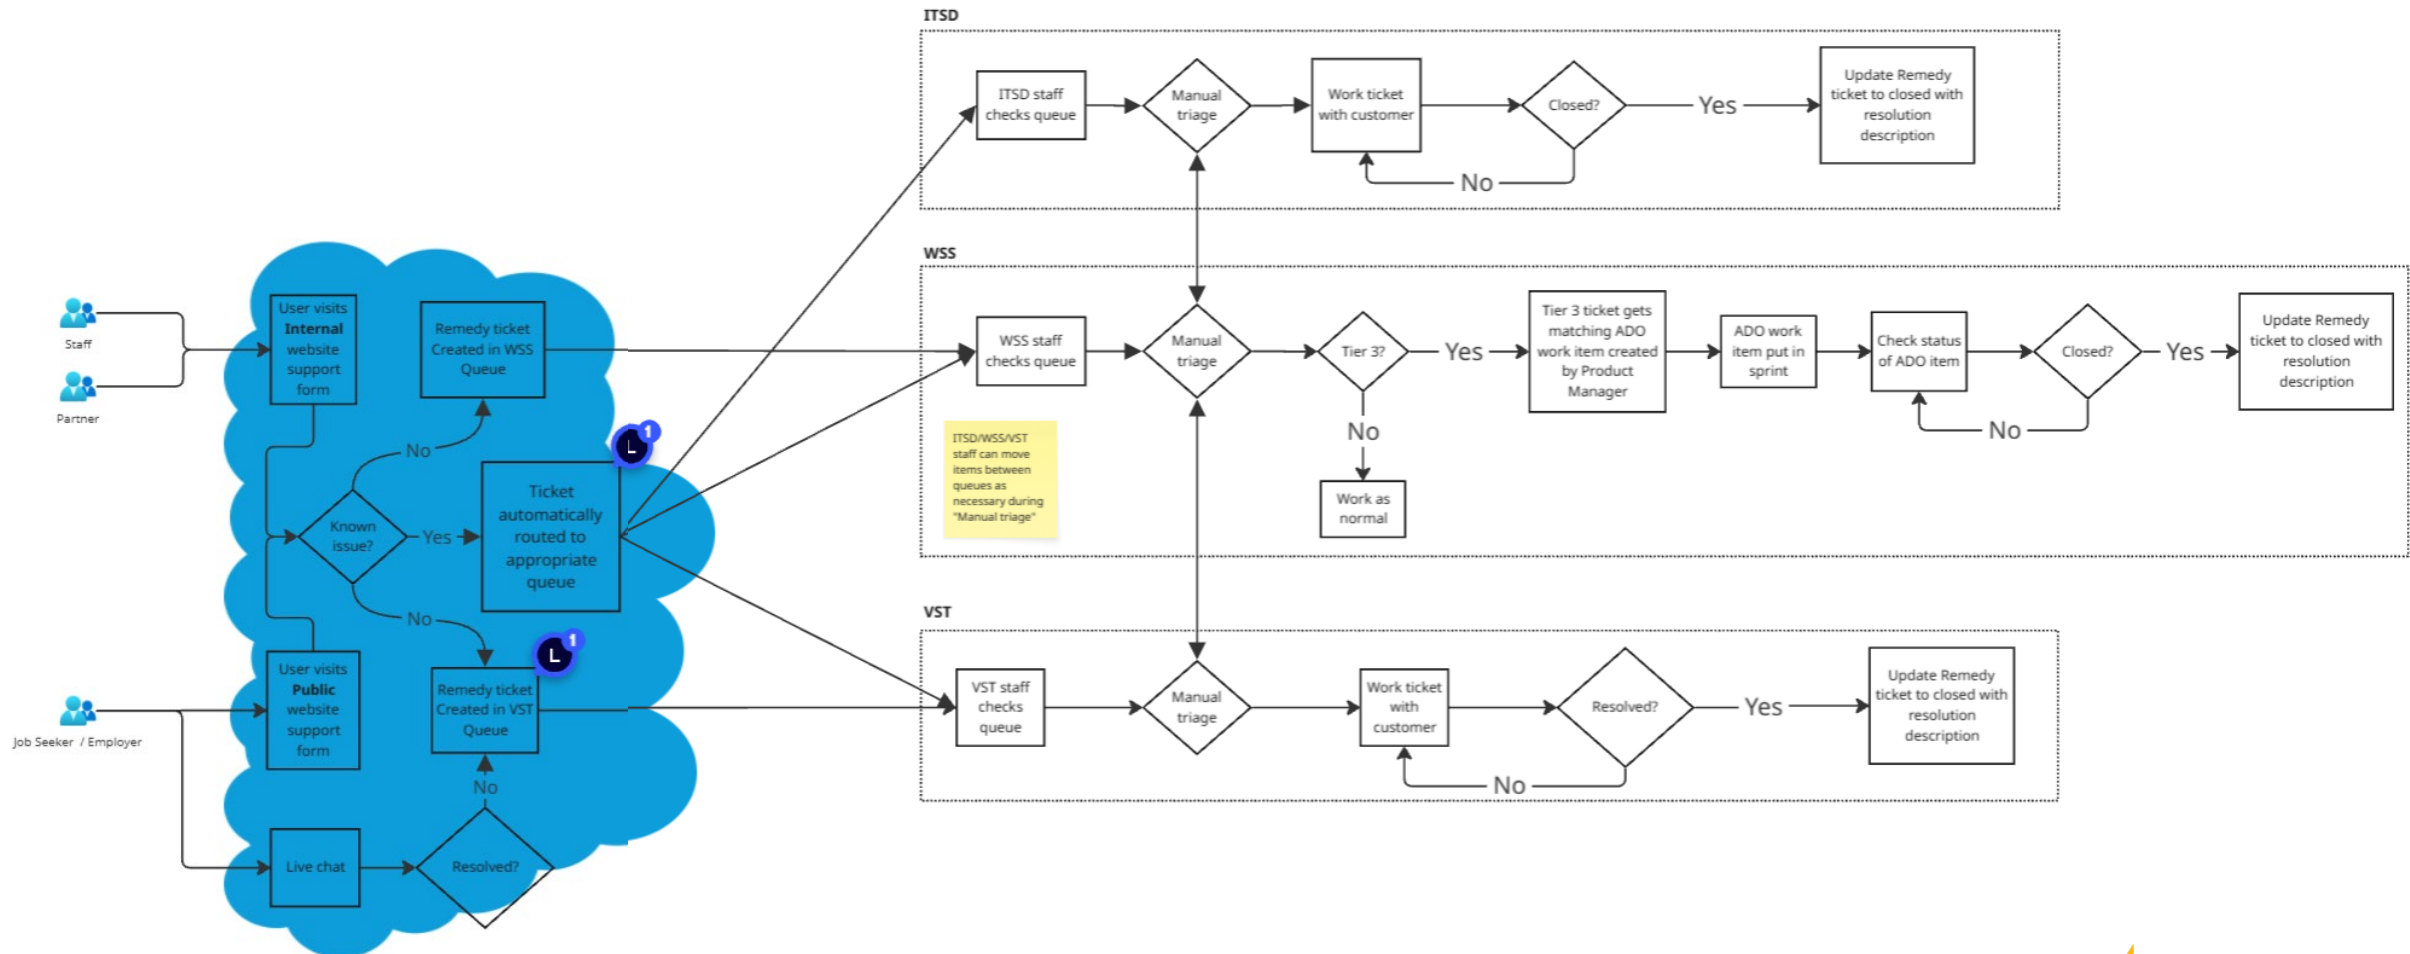 ITSD
ITSD staff
checks queue
Manual
triage
Work ticket
with customer
Closed?
Yes
No
Update Remedy
ticket to closed with
resolution
description
Staff
Partner
Job Seeker / Employer
User visits
Internal
website
support
form
Remedy ticket
Created in WSS
Queue
No
Known
issue?
Yes
Ticket
automatically
routed to
appropriate
queue
L
1
No
User visits
Public
website
support
form
Remedy ticket
Created in VST
Queue
L
1
No
Live chat
Resolved?
WSS
WSS staff
checks queue
Manual
triage
Tier 3?
Yes
No
Work as
normal
Tier 3 ticket gets
matching ADO
work item created
by Product
Manager
ADO work
item put in
sprint
Check status
of ADO item
Closed?
Yes
No
Update Remedy
ticket to closed with
resolution
description
ITSD/WSS/VST
staff can move
items between
queues as
necessary during
"Manual triage"
VST
VST staff
checks
queue
Manual
triage
Work ticket
with
customer
Resolved?
Yes
No
Update Remedy
ticket to closed with
resolution
description